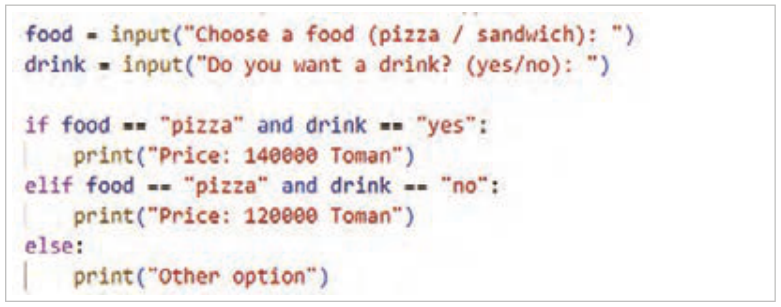 food = input("Choose a food (pizza / sandwich): ")
drink = input("Do you want a drink? (yes/no): ")
if food == "pizza" and drink == "yes":
    print("Price: 140000 Toman")
elif food == "pizza" and drink == "no":
    print("Price: 120000 Toman")
else:
    print("Other option")